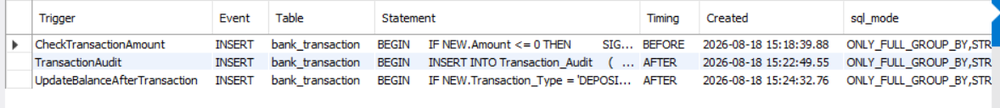 Trigger Event Table Statement Timing Created sql_mode
CheckTransactionAmount INSERT bank_transaction BEGIN IF NEW.Amount <= 0 THEN SIG... BEFORE 2026-08-18 15:18:39.88 ONLY_FULL_GROUP_BY,STR
TransactionAudit INSERT bank_transaction BEGIN INSERT INTO Transaction_Audit ( ... AFTER 2026-08-18 15:22:49.55 ONLY_FULL_GROUP_BY,STR
UpdateBalanceAfterTransaction INSERT bank_transaction BEGIN IF NEW.Transaction_Type = 'DEPOSI... AFTER 2026-08-18 15:24:32.76 ONLY_FULL_GROUP_BY,STR